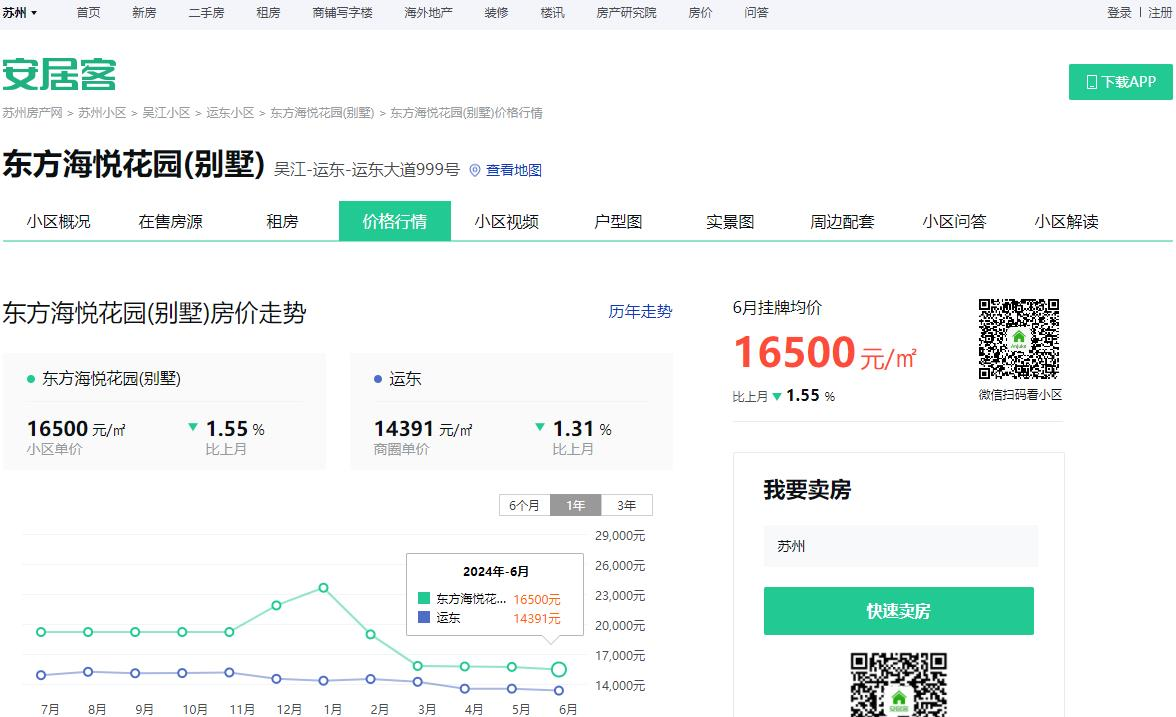 苏州 首页 新房 二手房 租房 商铺写字楼 海外地产 装修 楼讯 房产研究院 房价 问答 登录 | 注册
安居客
下载APP
苏州房产网 > 苏州小区 > 吴江小区 > 运东小区 > 东方海悦花园(别墅) > 东方海悦花园(别墅)价格行情
东方海悦花园(别墅) 吴江-运东-运东大道999号 查看地图
小区概况 在售房源 租房 价格行情 小区视频 户型图 实景图 周边配套 小区问答 小区解读
东方海悦花园(别墅)房价走势 历年走势
东方海悦花园(别墅)
16500 元/㎡ 1.55 %
小区单价 比上月
运东
14391 元/㎡ 1.31 %
商圈单价 比上月
6个月 1年 3年
29,000元
26,000元
23,000元
20,000元
17,000元
14,000元
2024年-6月
东方海悦花... 16500元
运东 14391元
7月 8月 9月 10月 11月 12月 1月 2月 3月 4月 5月 6月
6月挂牌均价
16500 元/㎡
比上月 1.55 %
Anjuke
微信扫码看小区
我要卖房
苏州
快速卖房
安居客